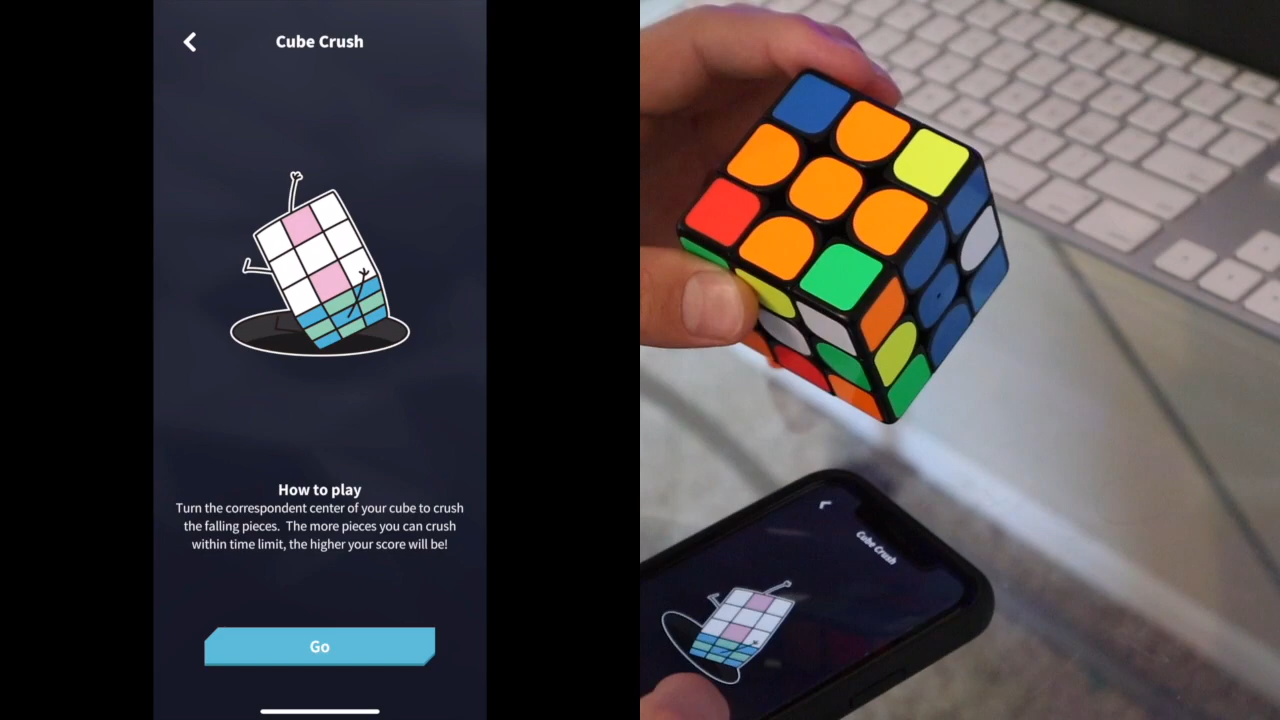 Cube Crush
How to play
Turn the correspondent center of your cube to crush
the falling pieces.  The more pieces you can crush
within time limit, the higher your score will be!
Go
Cube Crush